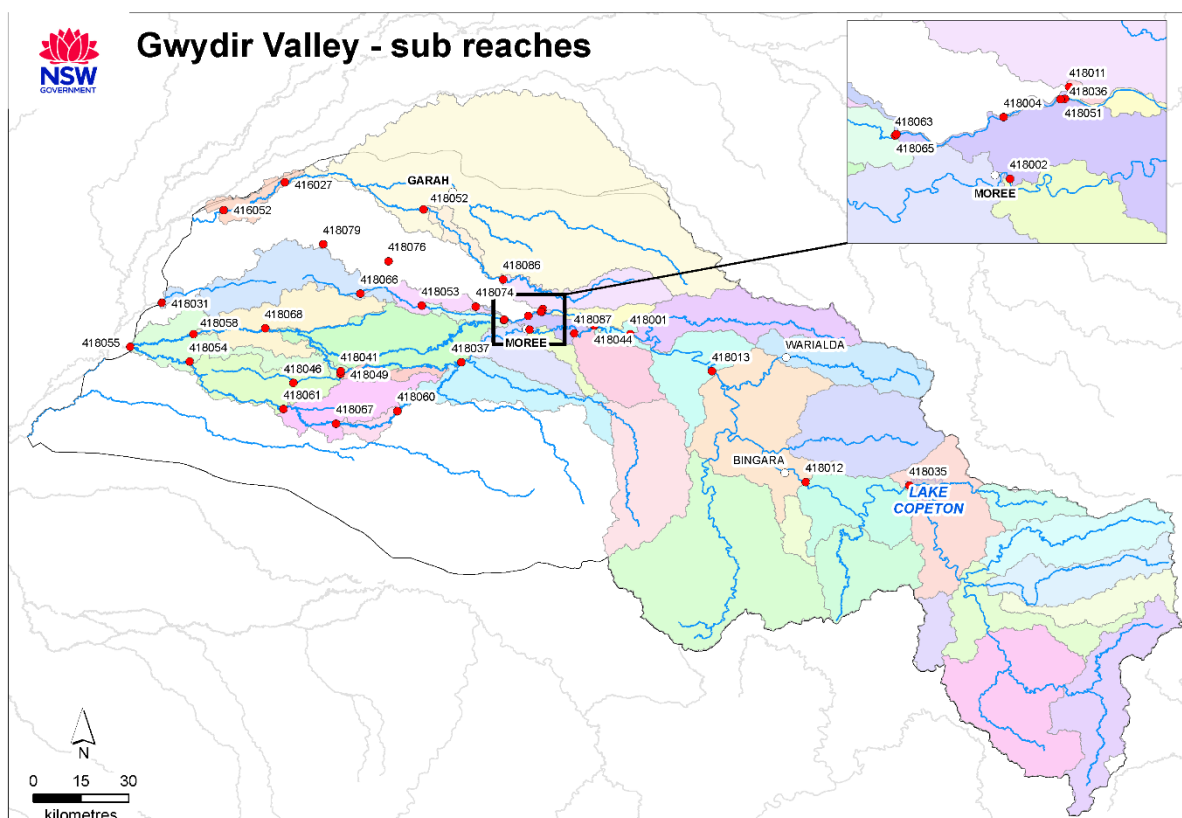 Gwydir Valley - sub reaches
NSW
GOVERNMENT
418011
418036
418004
418051
418063
418065
418002
MOREE
416027
GARAH
416052
418052
418079
418076
418086
418066
418031
418053
418074
418058
418068
418087
418001
418055
418054
418041
418037
MOREE
418044
WARIALDA
418013
418046
418049
418061
418067
418060
BINGARA
418012
418035
LAKE
COPETON
N
0 15 30
kilometres